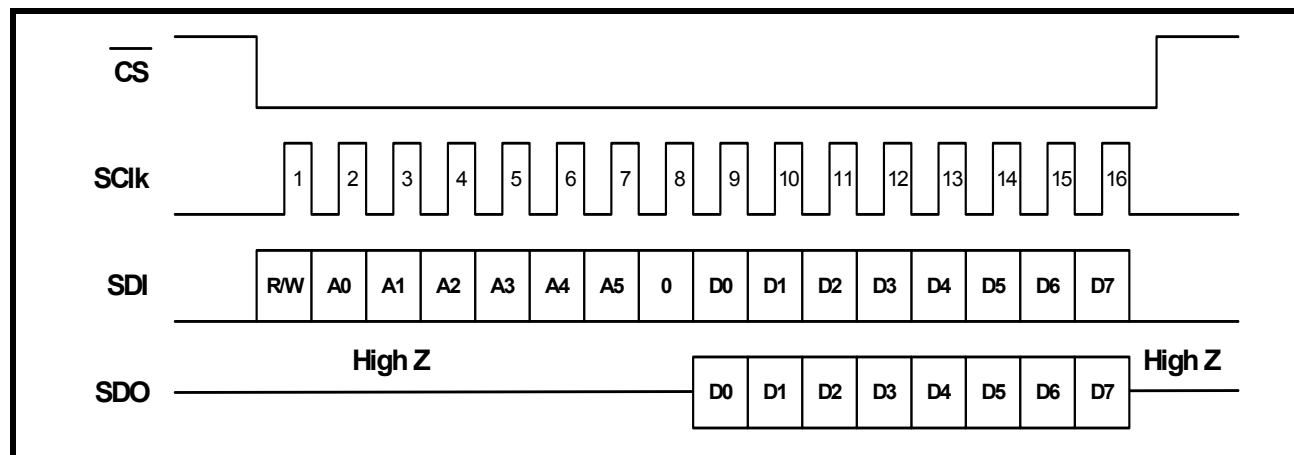 CS
SClk 1 2 3 4 5 6 7 8 9 10 11 12 13 14 15 16
SDI R/W A0 A1 A2 A3 A4 A5 0 D0 D1 D2 D3 D4 D5 D6 D7
High Z High Z
SDO D0 D1 D2 D3 D4 D5 D6 D7